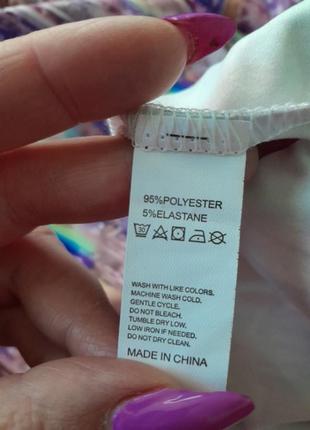 95%POLYESTER
5%ELASTANE
30
WASH WITH LIKE COLORS.
MACHINE WASH COLD.
GENTLE CYCLE.
DO NOT BLEACH.
TUMBLE DRY LOW.
LOW IRON IF NEEDED.
DO NOT DRY CLEAN.
MADE IN CHINA